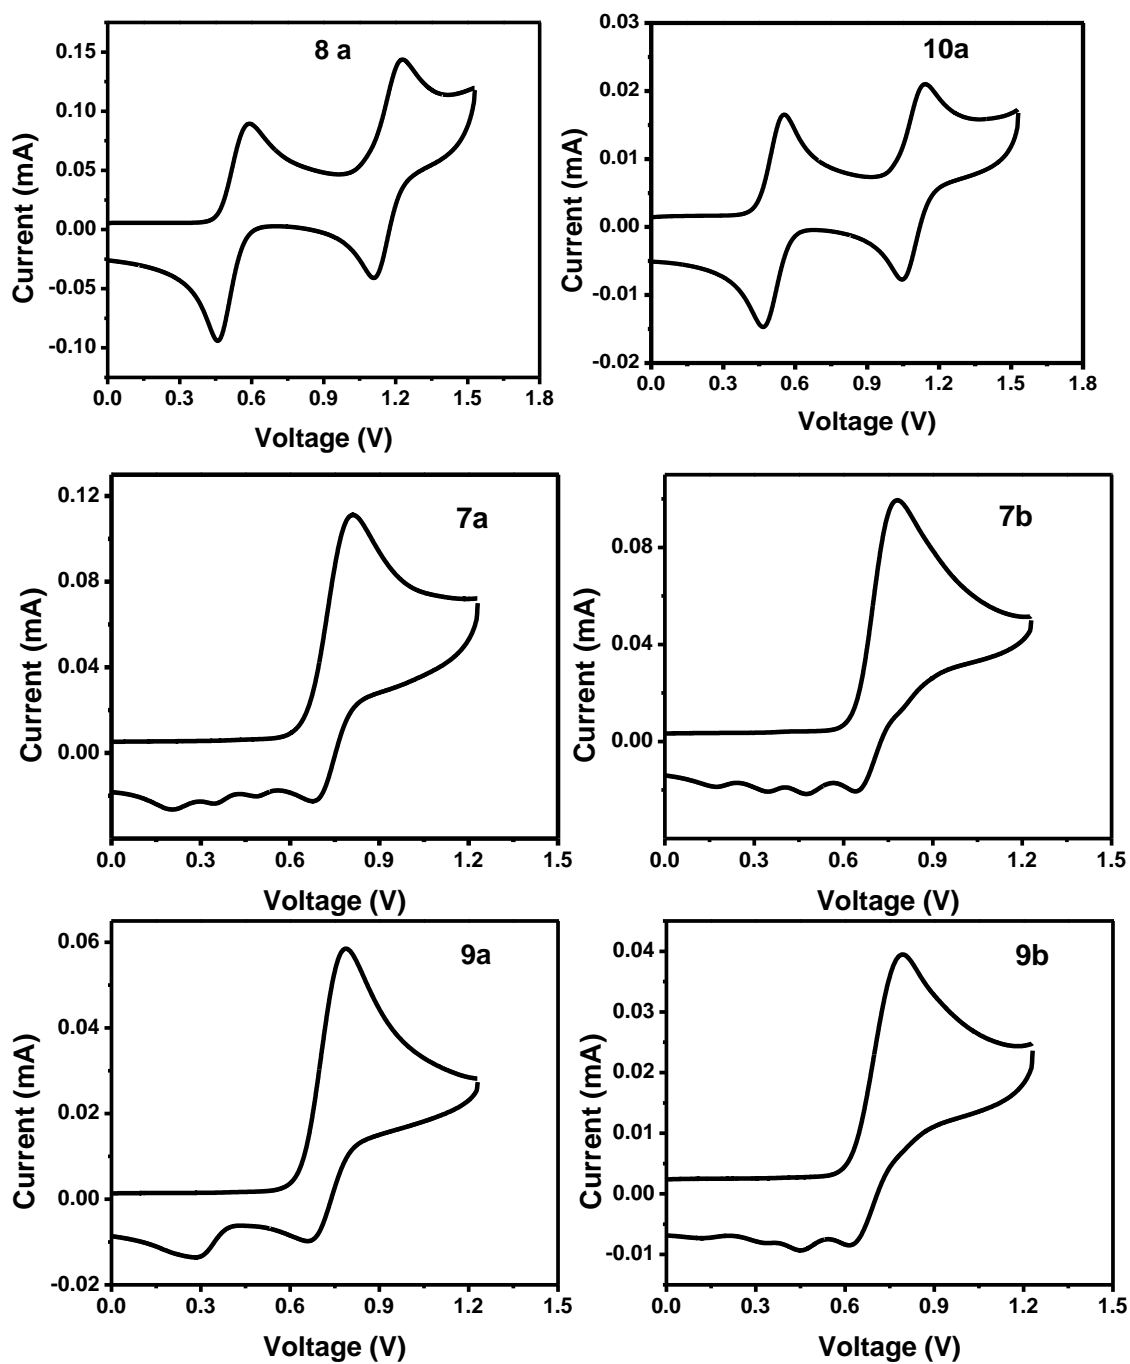 8 a
Current (mA)
0.15
0.10
0.05
0.00
-0.05
-0.10
0.0 0.3 0.6 0.9 1.2 1.5 1.8
Voltage (V)
10a
Current (mA)
0.03
0.02
0.01
0.00
-0.01
-0.02
0.0 0.3 0.6 0.9 1.2 1.5 1.8
Voltage (V)
7a
Current (mA)
0.12
0.08
0.04
0.00
0.0 0.3 0.6 0.9 1.2 1.5
Voltage (V)
7b
Current (mA)
0.08
0.04
0.00
0.0 0.3 0.6 0.9 1.2 1.5
Voltage (V)
9a
Current (mA)
0.06
0.04
0.02
0.00
-0.02
0.0 0.3 0.6 0.9 1.2 1.5
Voltage (V)
9b
Current (mA)
0.04
0.03
0.02
0.01
0.00
-0.01
0.0 0.3 0.6 0.9 1.2 1.5
Voltage (V)